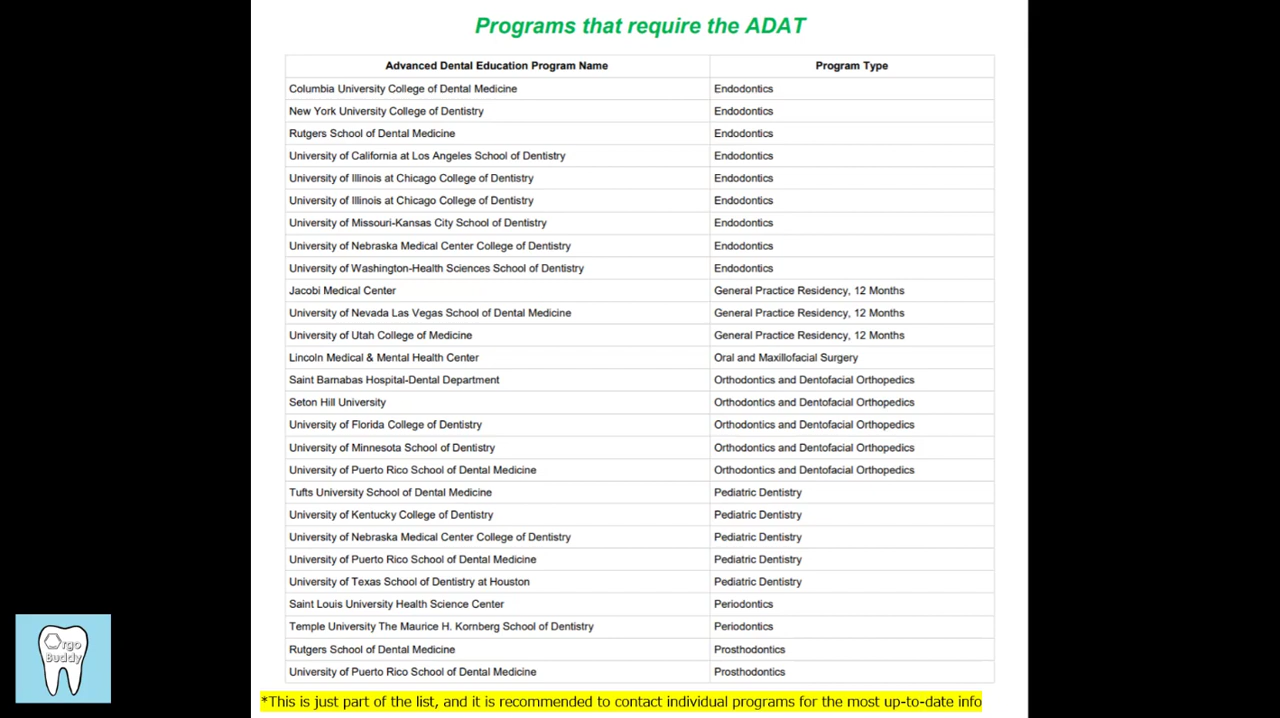 Programs that require the ADAT
Advanced Dental Education Program Name Program Type
Columbia University College of Dental Medicine Endodontics
New York University College of Dentistry Endodontics
Rutgers School of Dental Medicine Endodontics
University of California at Los Angeles School of Dentistry Endodontics
University of Illinois at Chicago College of Dentistry Endodontics
University of Illinois at Chicago College of Dentistry Endodontics
University of Missouri-Kansas City School of Dentistry Endodontics
University of Nebraska Medical Center College of Dentistry Endodontics
University of Washington-Health Sciences School of Dentistry Endodontics
Jacobi Medical Center General Practice Residency, 12 Months
University of Nevada Las Vegas School of Dental Medicine General Practice Residency, 12 Months
University of Utah College of Medicine General Practice Residency, 12 Months
Lincoln Medical & Mental Health Center Oral and Maxillofacial Surgery
Saint Barnabas Hospital-Dental Department Orthodontics and Dentofacial Orthopedics
Seton Hill University Orthodontics and Dentofacial Orthopedics
University of Florida College of Dentistry Orthodontics and Dentofacial Orthopedics
University of Minnesota School of Dentistry Orthodontics and Dentofacial Orthopedics
University of Puerto Rico School of Dental Medicine Orthodontics and Dentofacial Orthopedics
Tufts University School of Dental Medicine Pediatric Dentistry
University of Kentucky College of Dentistry Pediatric Dentistry
University of Nebraska Medical Center College of Dentistry Pediatric Dentistry
University of Puerto Rico School of Dental Medicine Pediatric Dentistry
University of Texas School of Dentistry at Houston Pediatric Dentistry
Saint Louis University Health Science Center Periodontics
Temple University The Maurice H. Kornberg School of Dentistry Periodontics
Rutgers School of Dental Medicine Prosthodontics
University of Puerto Rico School of Dental Medicine Prosthodontics
*This is just part of the list, and it is recommended to contact individual programs for the most up-to-date info
Orgo
Buddy